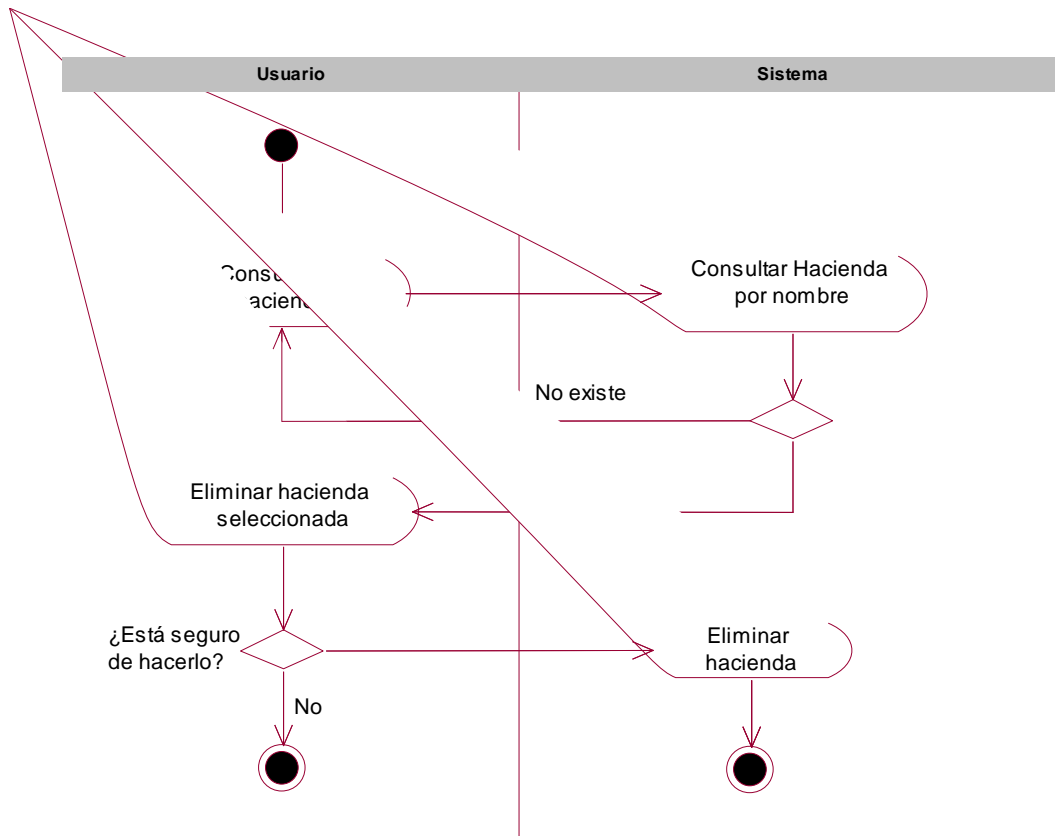 Usuario
Sistema
Consultar Hacienda
por nombre
No existe
Eliminar hacienda
seleccionada
¿Está seguro
de hacerlo?
Eliminar
hacienda
No